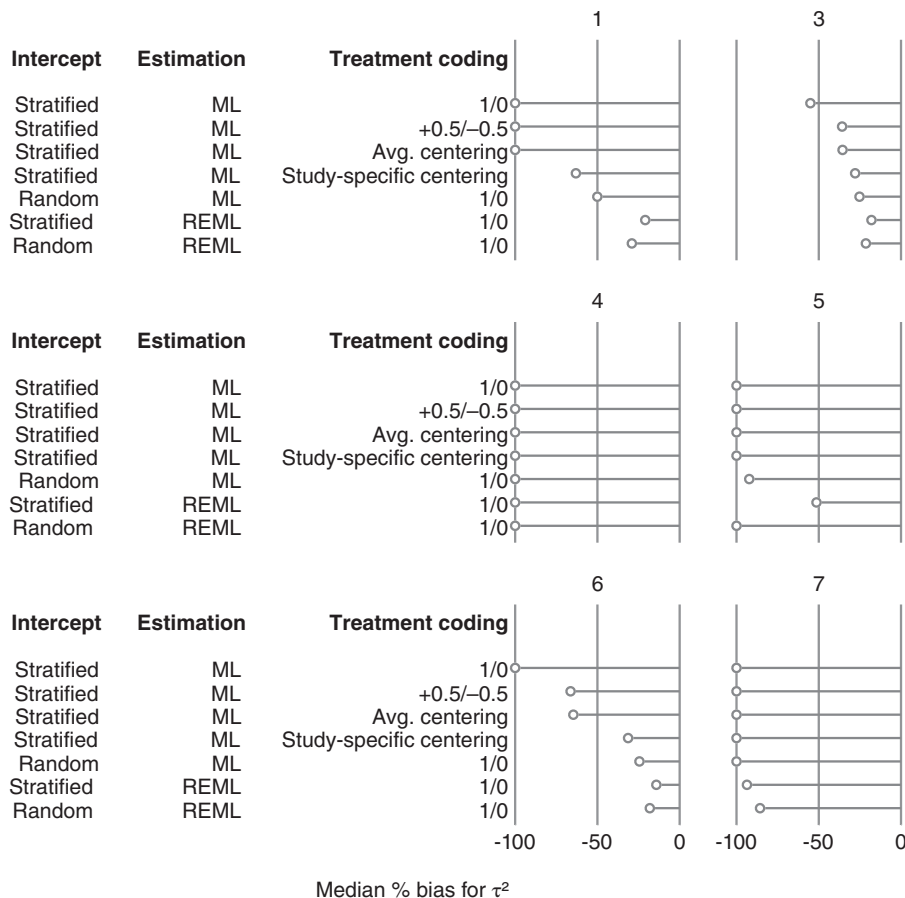 1 3
Intercept Estimation Treatment coding
Stratified ML 1/0
Stratified ML +0.5/–0.5
Stratified ML Avg. centering
Stratified ML Study-specific centering
Random ML 1/0
Stratified REML 1/0
Random REML 1/0
4 5
Intercept Estimation Treatment coding
Stratified ML 1/0
Stratified ML +0.5/–0.5
Stratified ML Avg. centering
Stratified ML Study-specific centering
Random ML 1/0
Stratified REML 1/0
Random REML 1/0
6 7
Intercept Estimation Treatment coding
Stratified ML 1/0
Stratified ML +0.5/–0.5
Stratified ML Avg. centering
Stratified ML Study-specific centering
Random ML 1/0
Stratified REML 1/0
Random REML 1/0
-100 -50 0 -100 -50 0
Median % bias for τ²